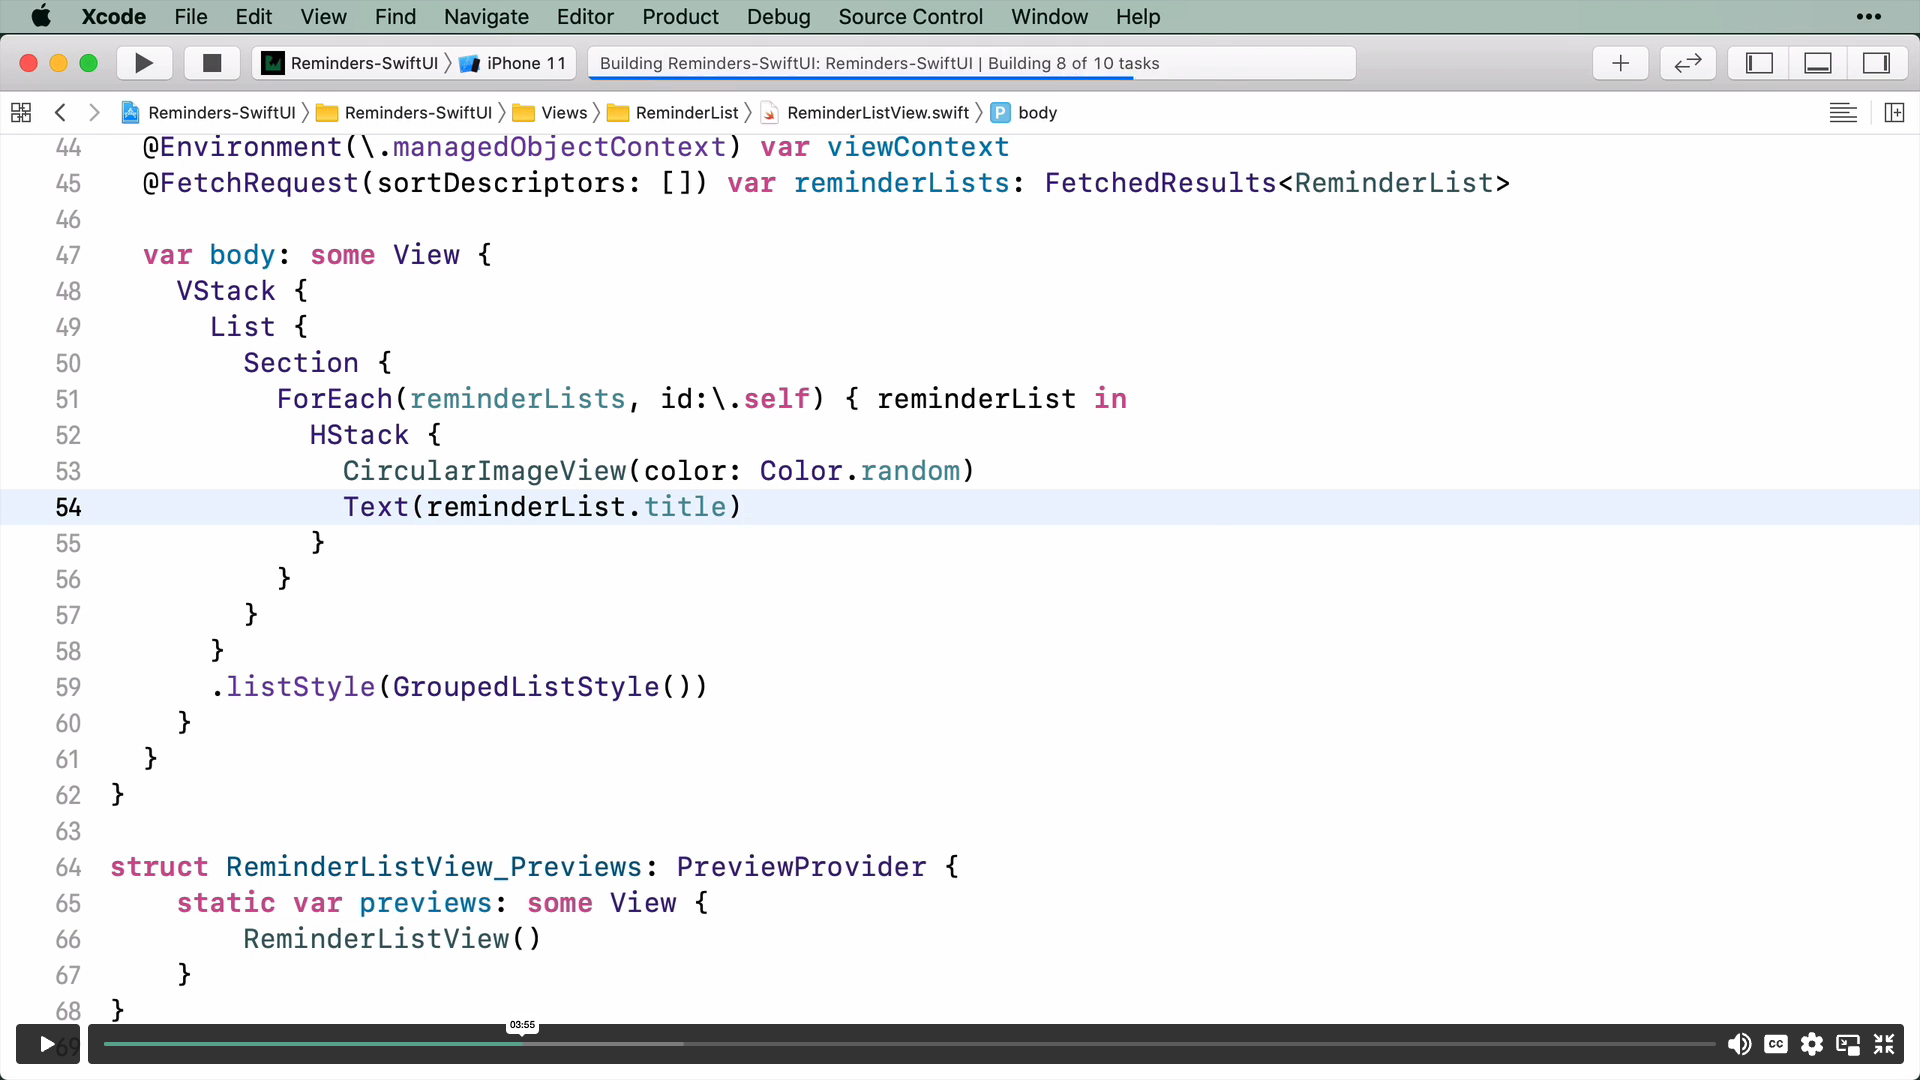 Xcode File Edit View Find Navigate Editor Product Debug Source Control Window Help
Reminders-SwiftUI iPhone 11 Building Reminders-SwiftUI: Reminders-SwiftUI | Building 8 of 10 tasks
Reminders-SwiftUI Reminders-SwiftUI Views ReminderList ReminderListView.swift P body
44 @Environment(\.managedObjectContext) var viewContext
45 @FetchRequest(sortDescriptors: []) var reminderLists: FetchedResults<ReminderList>
46
47 var body: some View {
48 VStack {
49 List {
50 Section {
51 ForEach(reminderLists, id:\.self) { reminderList in
52 HStack {
53 CircularImageView(color: Color.random)
54 Text(reminderList.title)
55 }
56 }
57 }
58 }
59 .listStyle(GroupedListStyle())
60 }
61 }
62 }
63
64 struct ReminderListView_Previews: PreviewProvider {
65 static var previews: some View {
66 ReminderListView()
67 }
68 }
03:55
69
CC